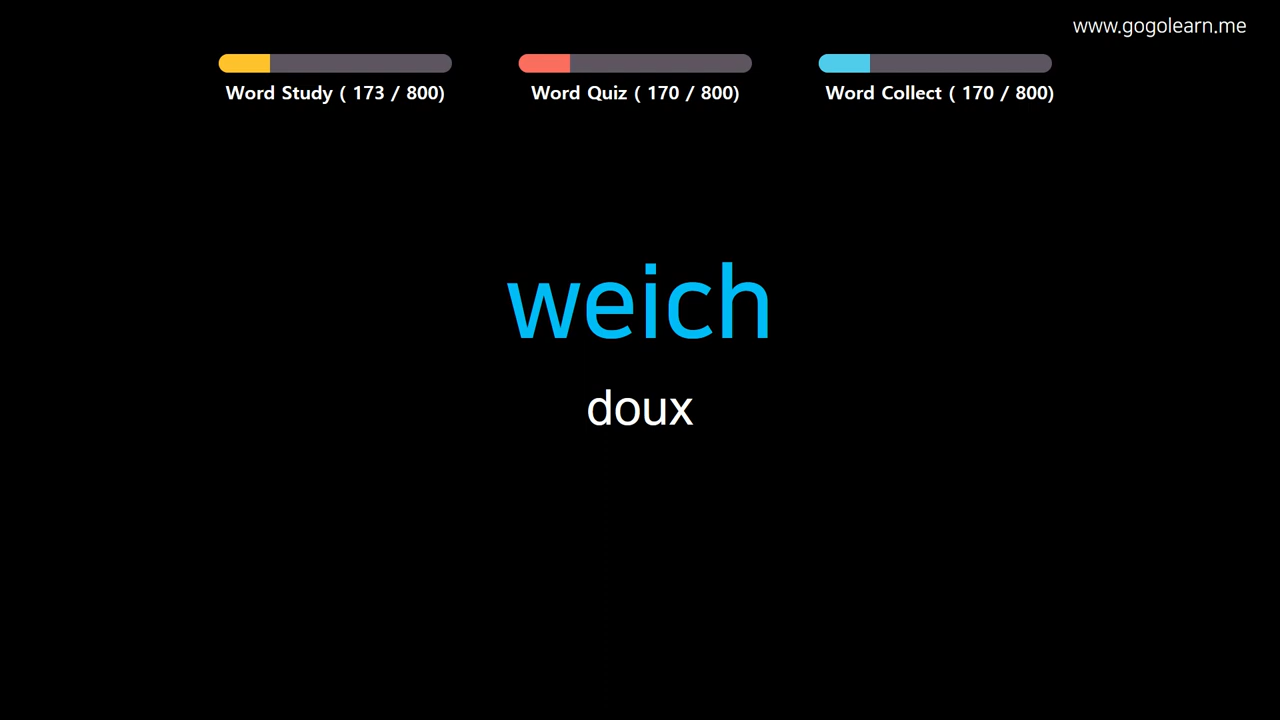 www.gogolearn.me
Word Study ( 173 / 800)
Word Quiz ( 170 / 800)
Word Collect ( 170 / 800)
weich
doux